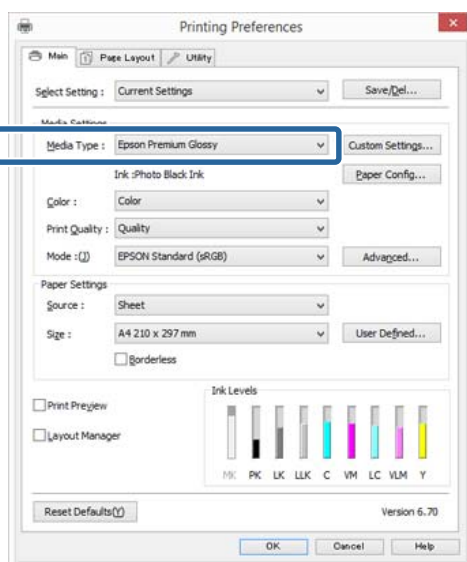 Printing Preferences
Main Page Layout Utility
Select Setting : Current Settings Save/Del...
Media Settings
Media Type : Epson Premium Glossy Custom Settings...
Ink :Photo Black Ink Paper Config...
Color : Color
Print Quality : Quality
Mode :(J) EPSON Standard (sRGB) Advanced...
Paper Settings
Source : Sheet
Size : A4 210 x 297 mm User Defined...
Borderless
Ink Levels
Print Preview
Layout Manager
MK PK LK LLK C VM LC VLM Y
Reset Defaults(Y) Version 6.70
OK Cancel Help